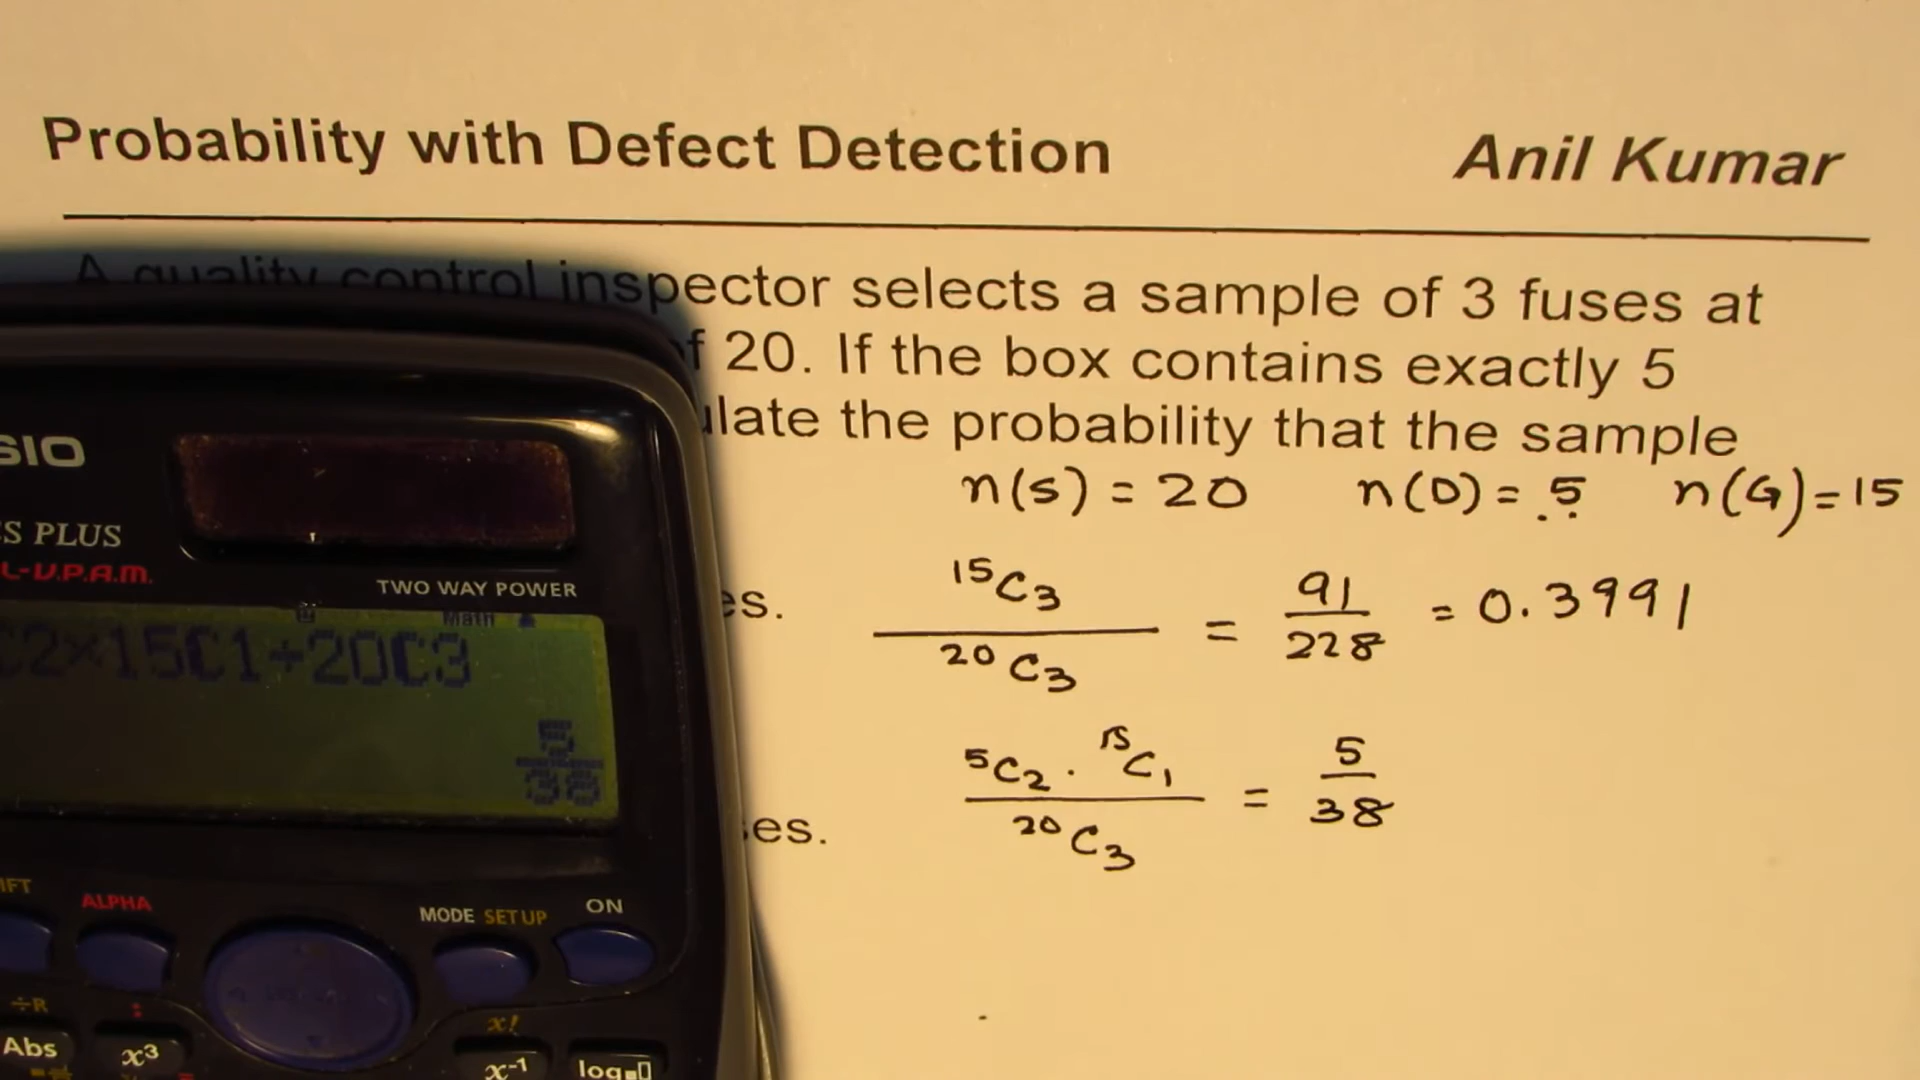 Probability with Defect Detection Anil Kumar
A quality control inspector selects a sample of 3 fuses at
f 20. If the box contains exactly 5
ulate the probability that the sample
n(S) = 20 n(D) = 5 n(G) = 15
es. 15C3 / 20C3 = 91/228 = 0.3991
5C2 · 15C1 / 20C3 = 5/38
es.
SIO
S PLUS
L-V.P.A.M.
TWO WAY POWER
Math
C2×15C1÷20C3
5/38
IFT ALPHA MODE SETUP ON
÷R : x!
Abs x³ x⁻¹ log